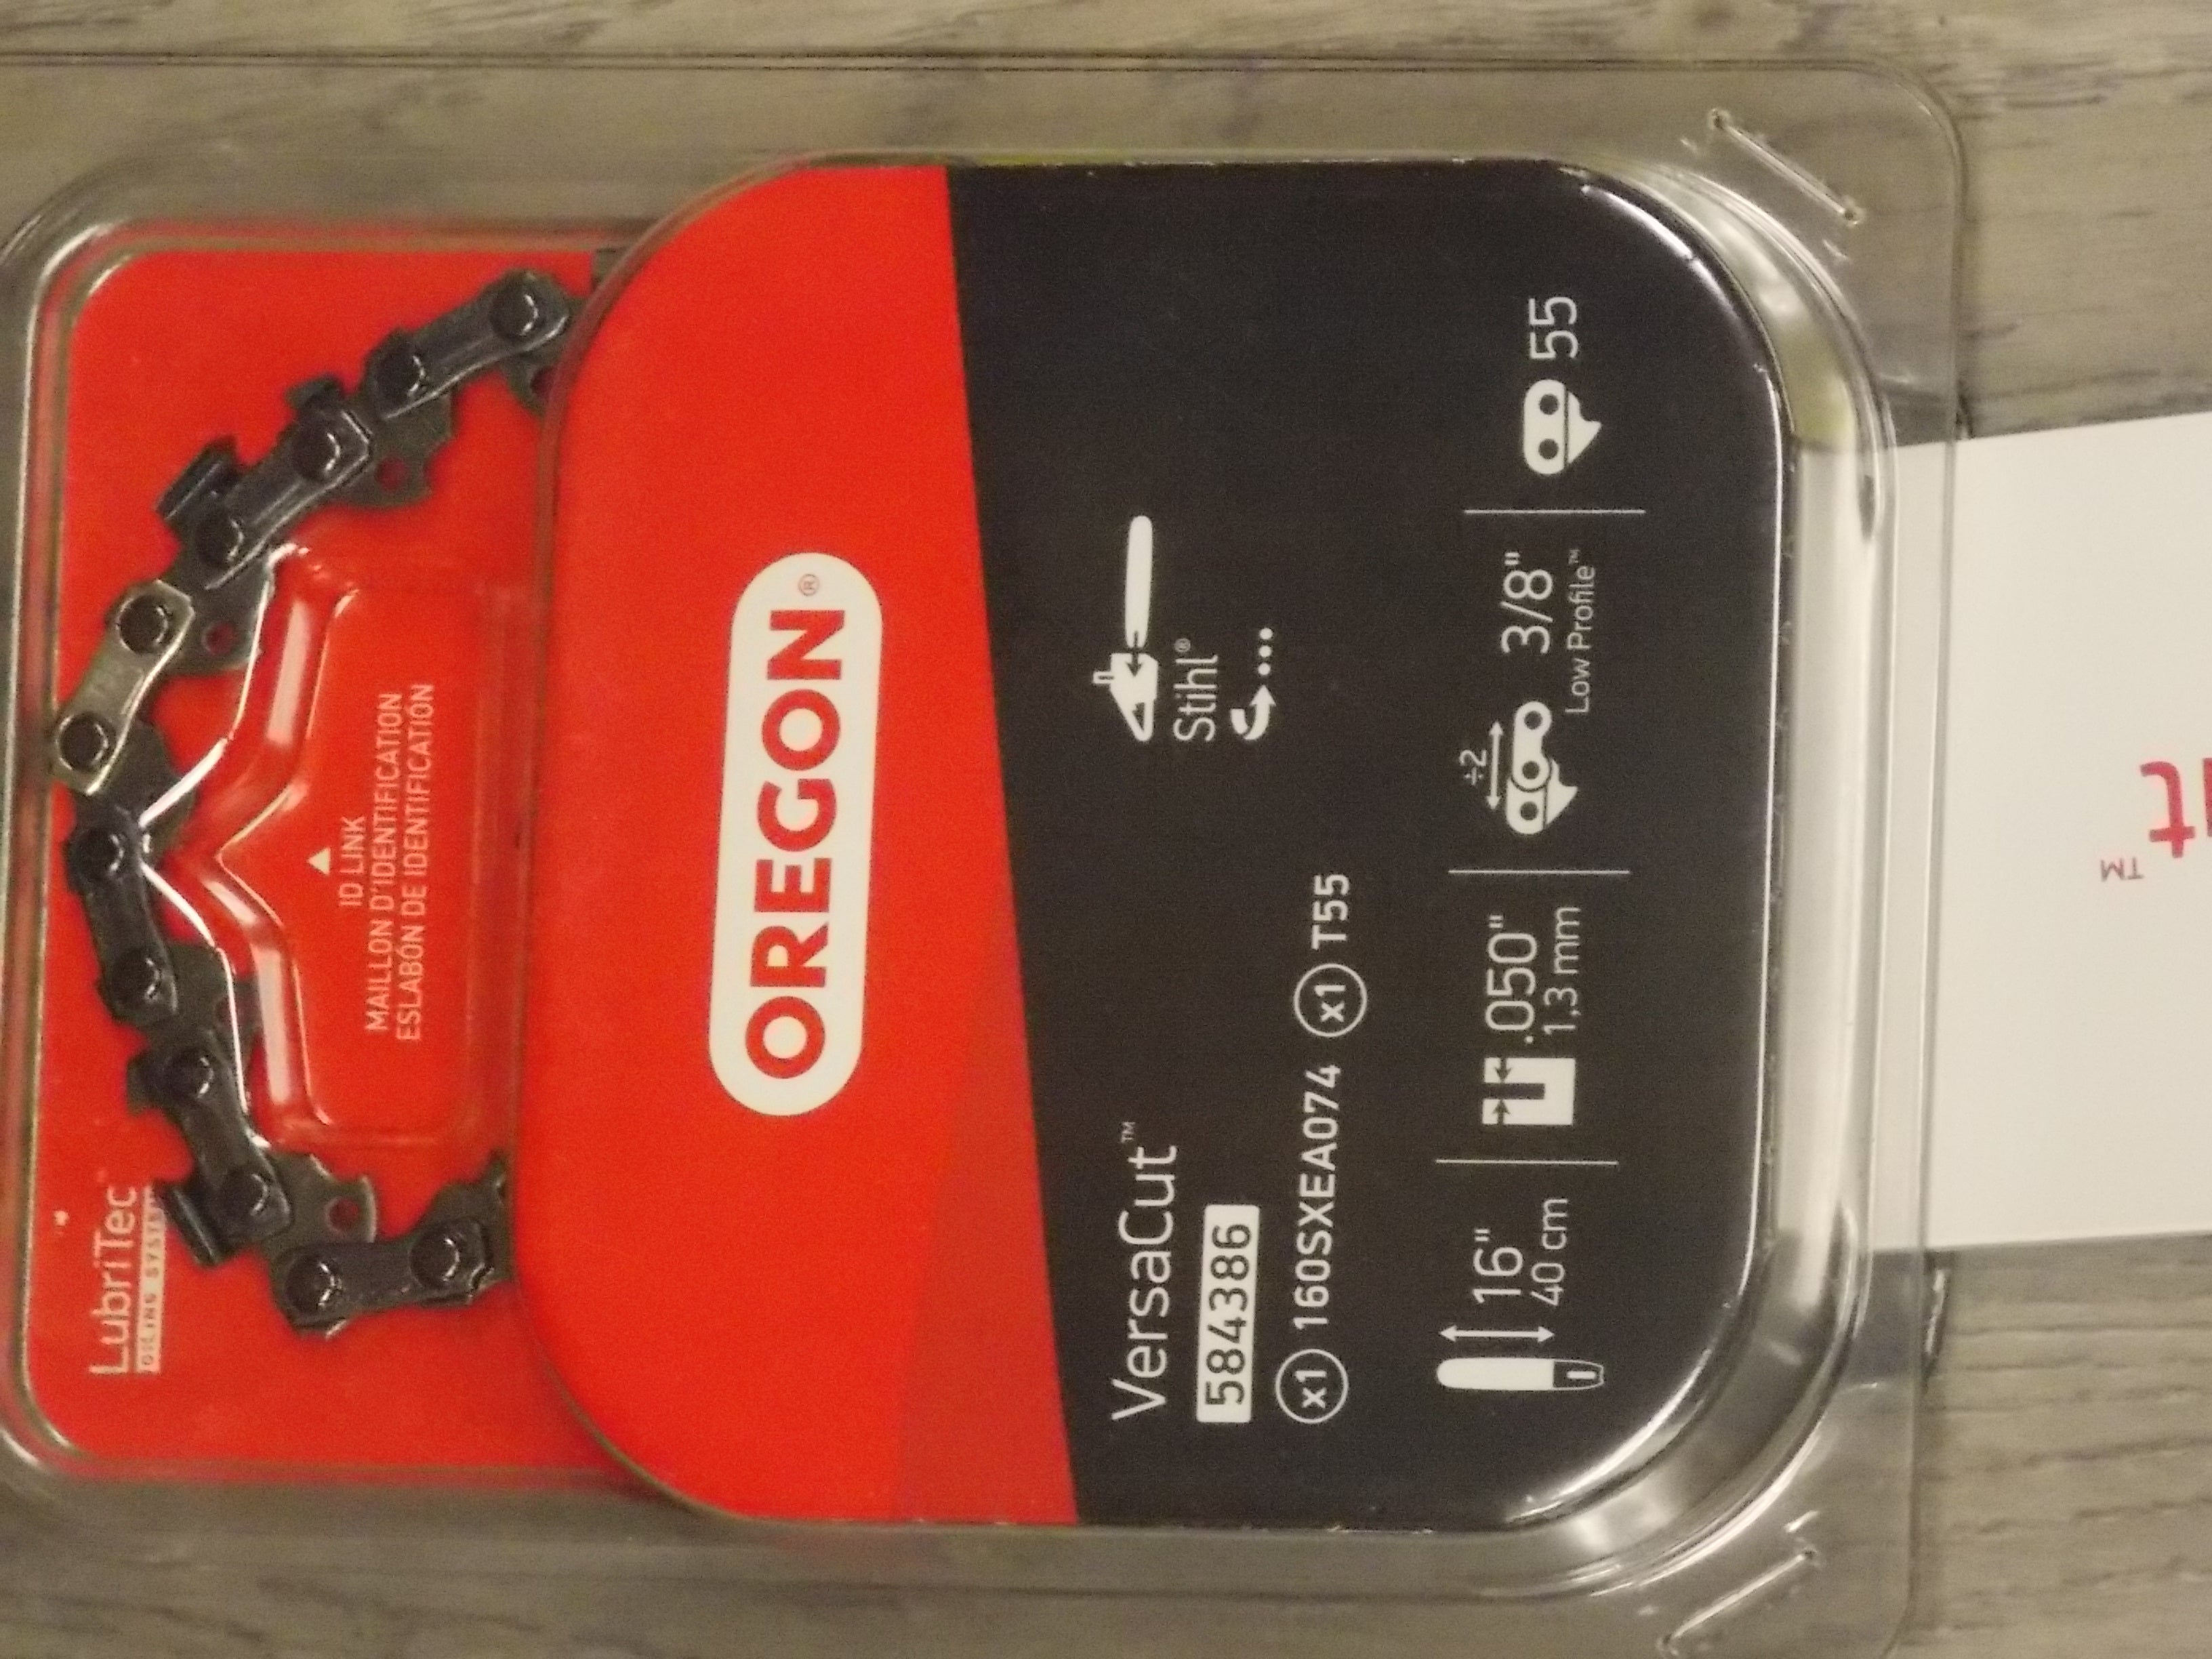 LubriTec
OILING SYSTEM
ID LINK
MAILLON D'IDENTIFICATION
ESLABÓN DE IDENTIFICACIÓN
OREGON®
VersaCut™
584386
x1 160SXEA074 x1 T55
Stihl®
16"
40 cm
.050"
1,3 mm
÷2
3/8"
Low Profile™
55
ut™